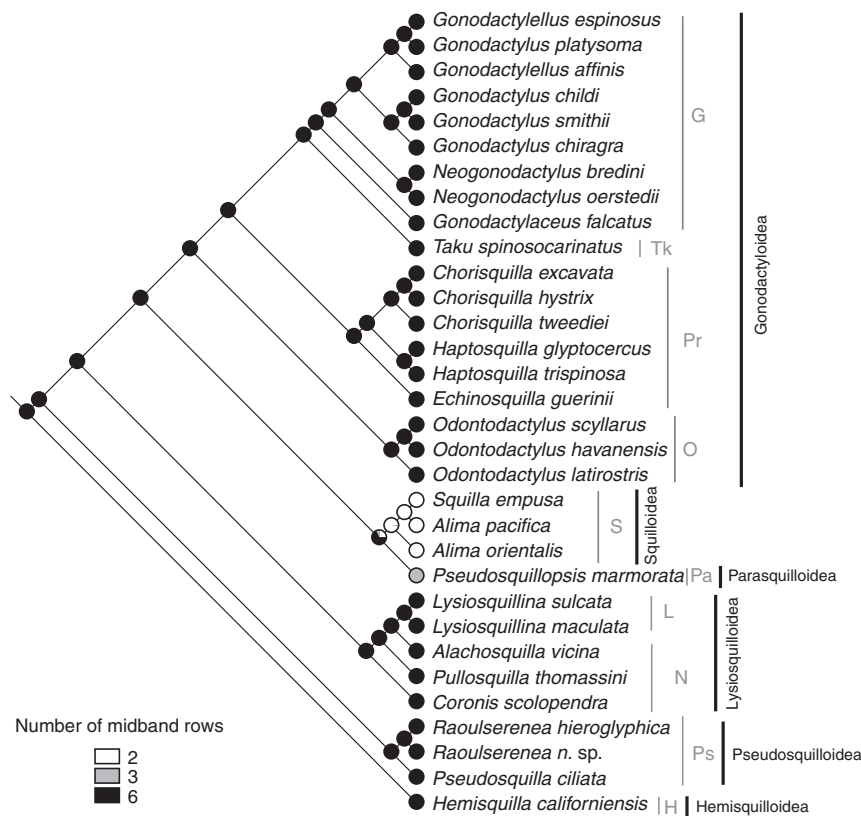 Gonodactylellus espinosus
Gonodactylus platysoma
Gonodactylellus affinis
Gonodactylus childi
Gonodactylus smithii
Gonodactylus chiragra
Neogonodactylus bredini
Neogonodactylus oerstedii
Gonodactylaceus falcatus
G
Taku spinosocarinatus
Tk
Chorisquilla excavata
Chorisquilla hystrix
Chorisquilla tweediei
Haptosquilla glyptocercus
Haptosquilla trispinosa
Echinosquilla guerinii
Pr
Odontodactylus scyllarus
Odontodactylus havanensis
Odontodactylus latirostris
O
Gonodactyloidea
Squilla empusa
Alima pacifica
Alima orientalis
S
Squilloidea
Pseudosquillopsis marmorata
Pa
Parasquilloidea
Lysiosquillina sulcata
Lysiosquillina maculata
L
Alachosquilla vicina
Pullosquilla thomassini
Coronis scolopendra
N
Lysiosquilloidea
Raoulserenea hieroglyphica
Raoulserenea n. sp.
Pseudosquilla ciliata
Ps
Pseudosquilloidea
Hemisquilla californiensis
H
Hemisquilloidea
Number of midband rows
2
3
6